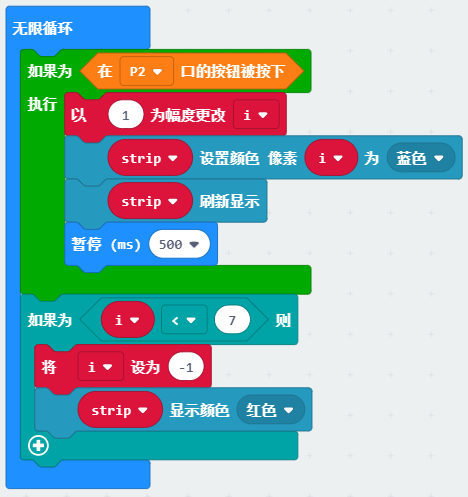 无限循环
如果为 在 P2 口的按钮被按下
执行 以 1 为幅度更改 i
strip 设置颜色 像素 i 为 蓝色
strip 刷新显示
暂停 (ms) 500
如果为 i < 7 则
将 i 设为 -1
strip 显示颜色 红色